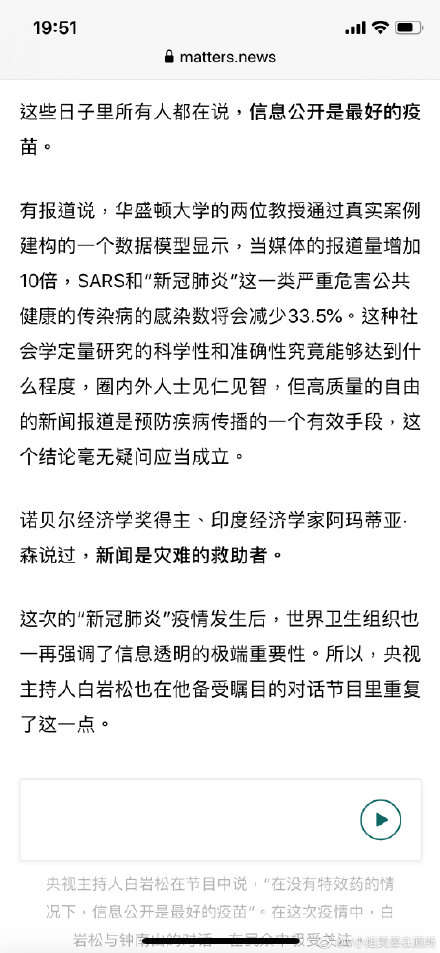 19:51
matters.news
这些日子里所有人都在说，信息公开是最好的疫
苗。
有报道说，华盛顿大学的两位教授通过真实案例
建构的一个数据模型显示，当媒体的报道量增加
10倍，SARS和“新冠肺炎”这一类严重危害公共
健康的传染病的感染数将会减少33.5%。这种社
会学定量研究的科学性和准确性究竟能够达到什
么程度，圈内外人士见仁见智，但高质量的自由
的新闻报道是预防疾病传播的一个有效手段，这
个结论毫无疑问应当成立。
诺贝尔经济学奖得主、印度经济学家阿玛蒂亚·
森说过，新闻是灾难的救助者。
这次的“新冠肺炎”疫情发生后，世界卫生组织也
一再强调了信息透明的极端重要性。所以，央视
主持人白岩松也在他备受瞩目的对话节目里重复
了这一点。
央视主持人白岩松在节目中说，“在没有特效药的情
况下，信息公开是最好的疫苗”。在这次疫情中，白
岩松与钟南山的对话，在民众中极受关注